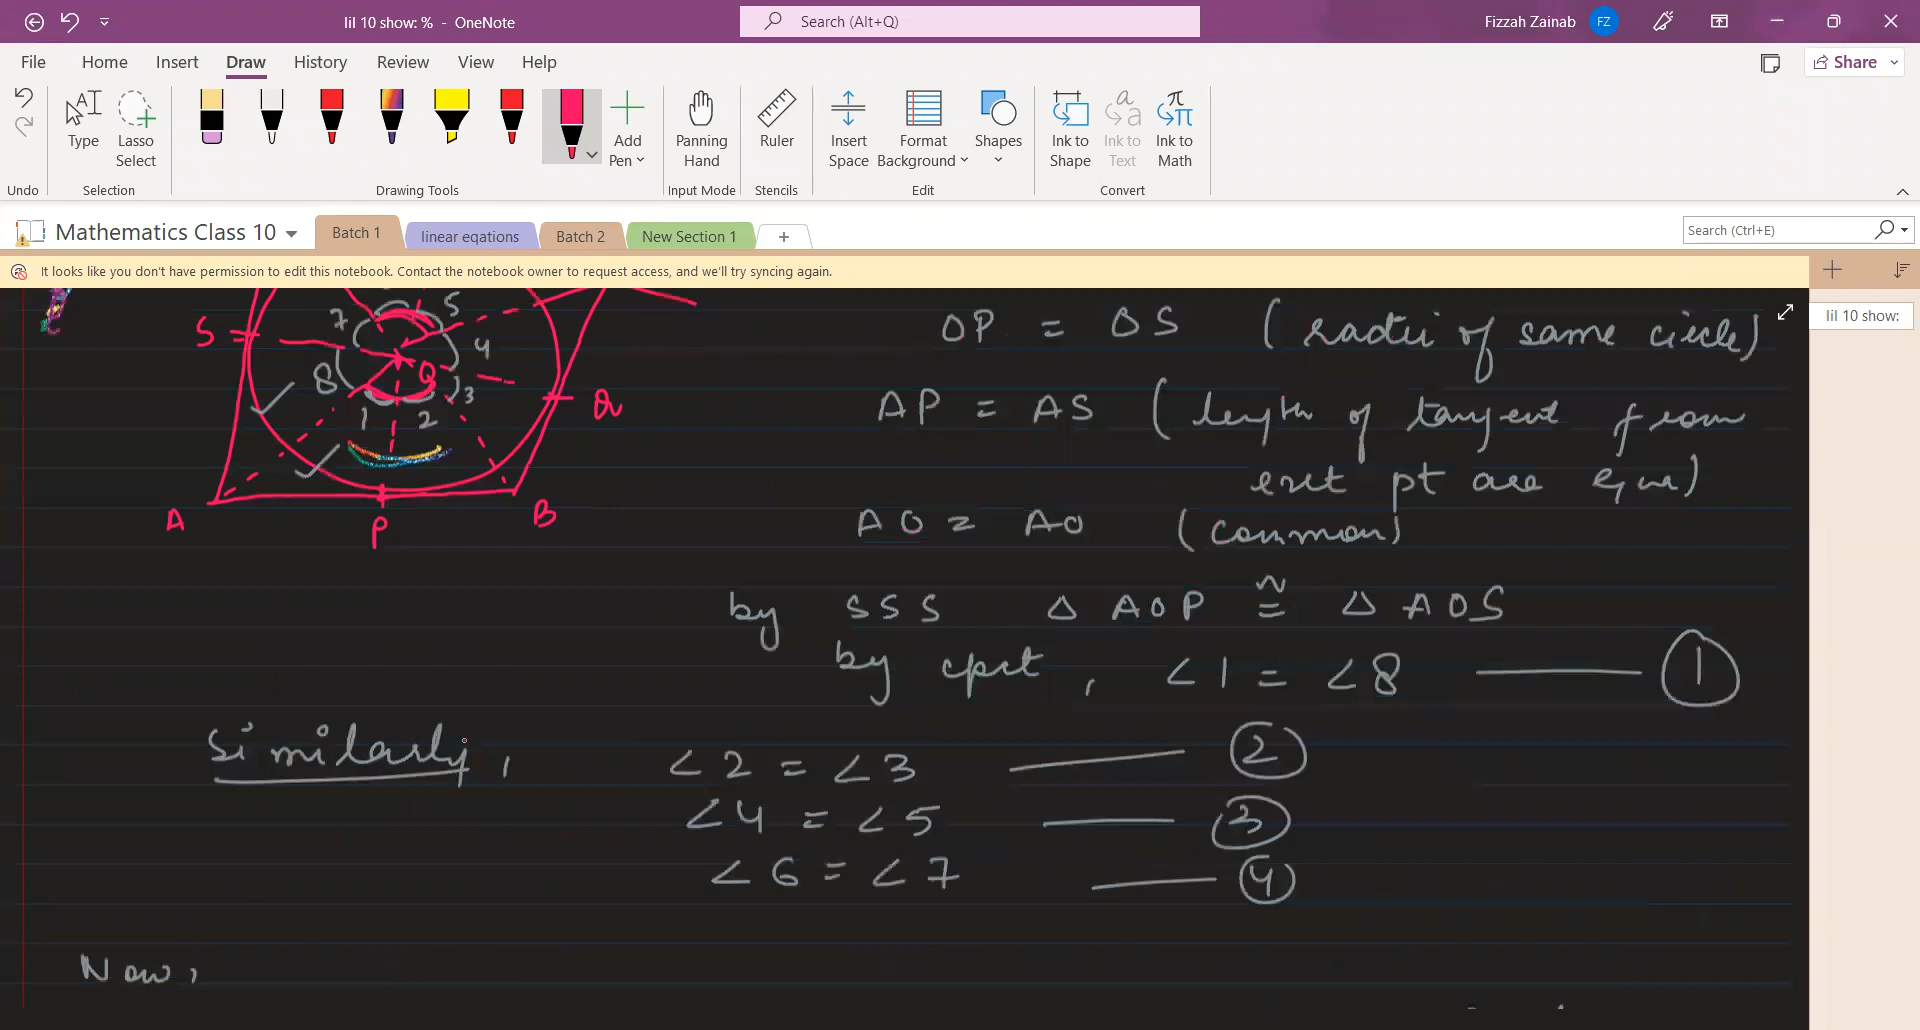 lil 10 show: % - OneNote
Search (Alt+Q)
Fizzah Zainab
FZ
File Home Insert Draw History Review View Help
Share
Type
Lasso Select
Add Pen
Panning Hand
Ruler
Insert Space
Format Background
Shapes
Ink to Shape
Ink to Text
Ink to Math
Undo Selection Drawing Tools Input Mode Stencils Edit Convert
Mathematics Class 10
Batch 1
linear eqations
Batch 2
New Section 1
+
Search (Ctrl+E)
It looks like you don't have permission to edit this notebook. Contact the notebook owner to request access, and we'll try syncing again.
lil 10 show:
5
7
S
4
8
O
3
Q
1 2
A
P
B
OP = OS (radii of same circle)
AP = AS (length of tangent from
ext pt are equal)
AO = AO (common)
by SSS Δ AOP ≅ Δ AOS
by cpct, ∠1 = ∠8 —— 1
Similarly, ∠2 = ∠3 —— 2
∠4 = ∠5 —— 3
∠6 = ∠7 —— 4
Now,